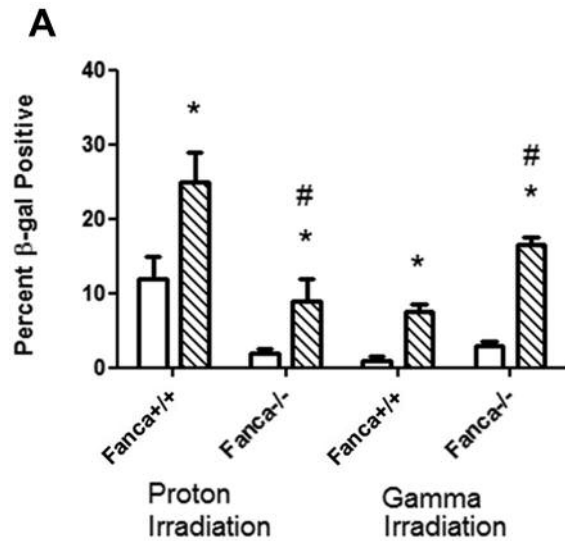 A
Percent β-gal Positive
40
30
20
10
0
*
#
*
*
#
*
Fanca+/+
Fanca-/-
Fanca+/+
Fanca-/-
Proton
Irradiation
Gamma
Irradiation